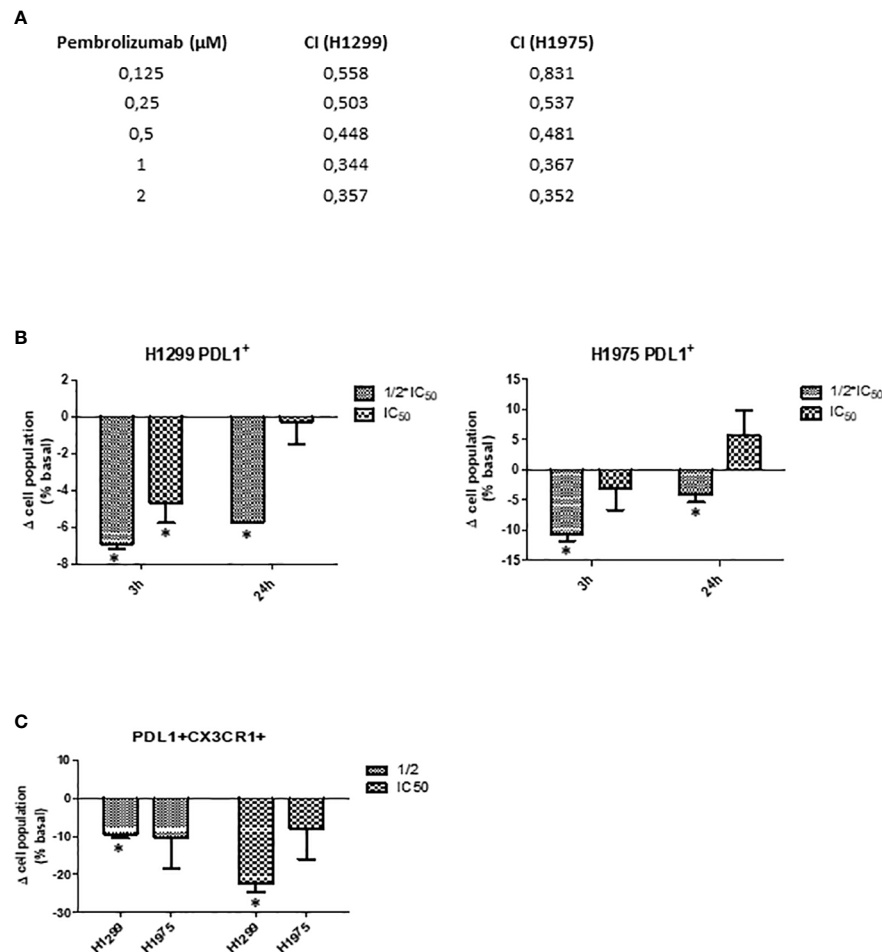 A
Pembrolizumab (µM) CI (H1299) CI (H1975)
0,125 0,558 0,831
0,25 0,503 0,537
0,5 0,448 0,481
1 0,344 0,367
2 0,357 0,352
B
H1299 PDL1+
Δ cell population
(% basal)
2
0
-2
-4
-6
-8
* * *
3h 24h
1/2*IC50
IC50
H1975 PDL1+
Δ cell population
(% basal)
15
10
5
0
-5
-10
-15
* *
3h 24h
1/2*IC50
IC50
C
PDL1+CX3CR1+
Δ cell population
(% basal)
10
0
-10
-20
-30
* *
H1299 H1975 H1299 H1975
1/2
IC50